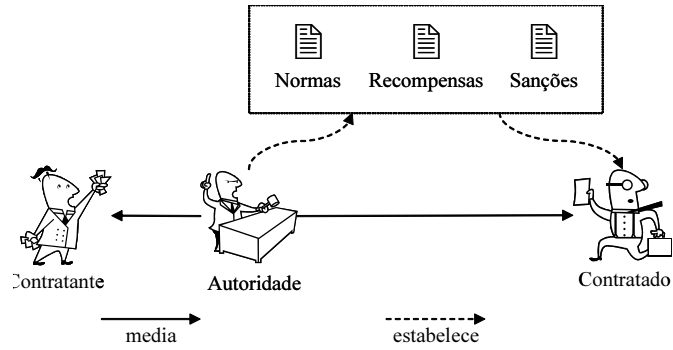 Normas Recompensas Sanções
Contratante
Autoridade
Contratado
media
estabelece